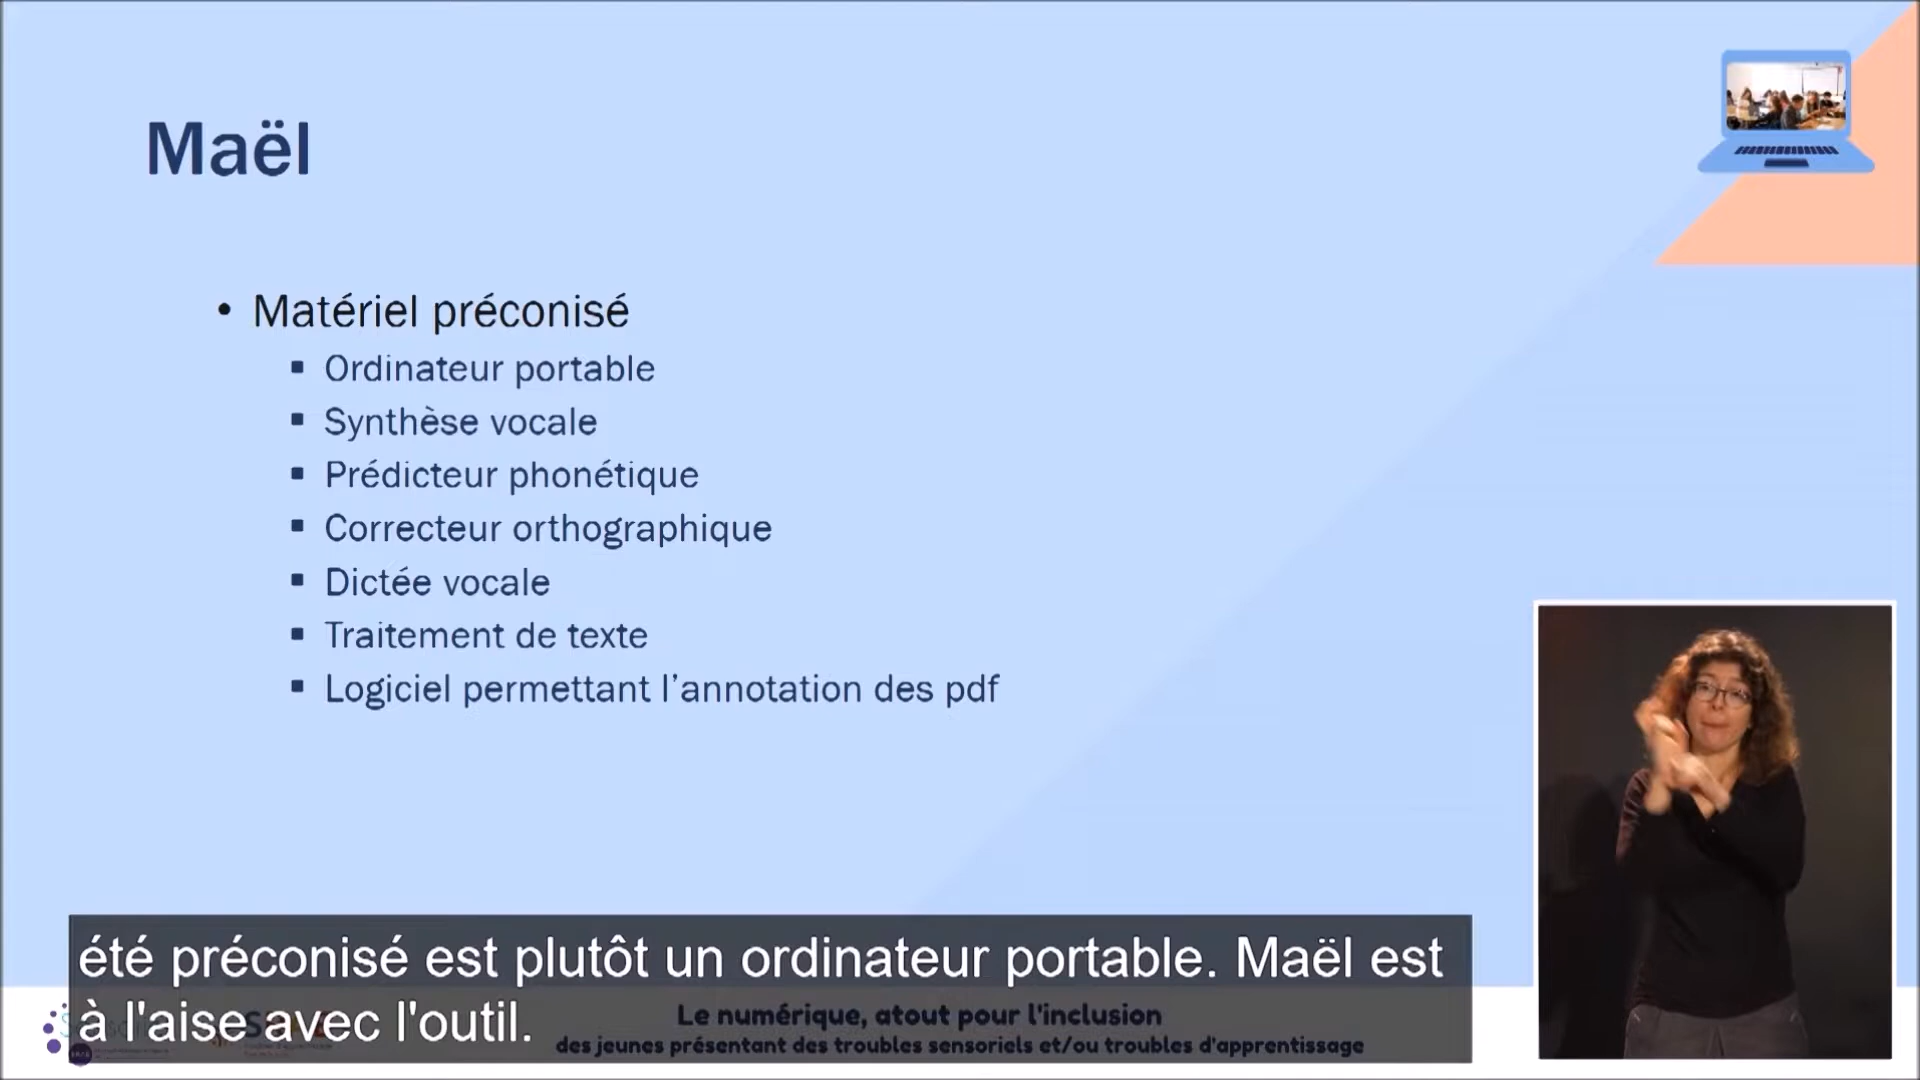 Maël
• Matériel préconisé
▪ Ordinateur portable
▪ Synthèse vocale
▪ Prédicteur phonétique
▪ Correcteur orthographique
▪ Dictée vocale
▪ Traitement de texte
▪ Logiciel permettant l’annotation des pdf
été préconisé est plutôt un ordinateur portable. Maël est
à l'aise avec l'outil.
Le numérique, atout pour l'inclusion
des jeunes présentant des troubles sensoriels et/ou troubles d'apprentissage